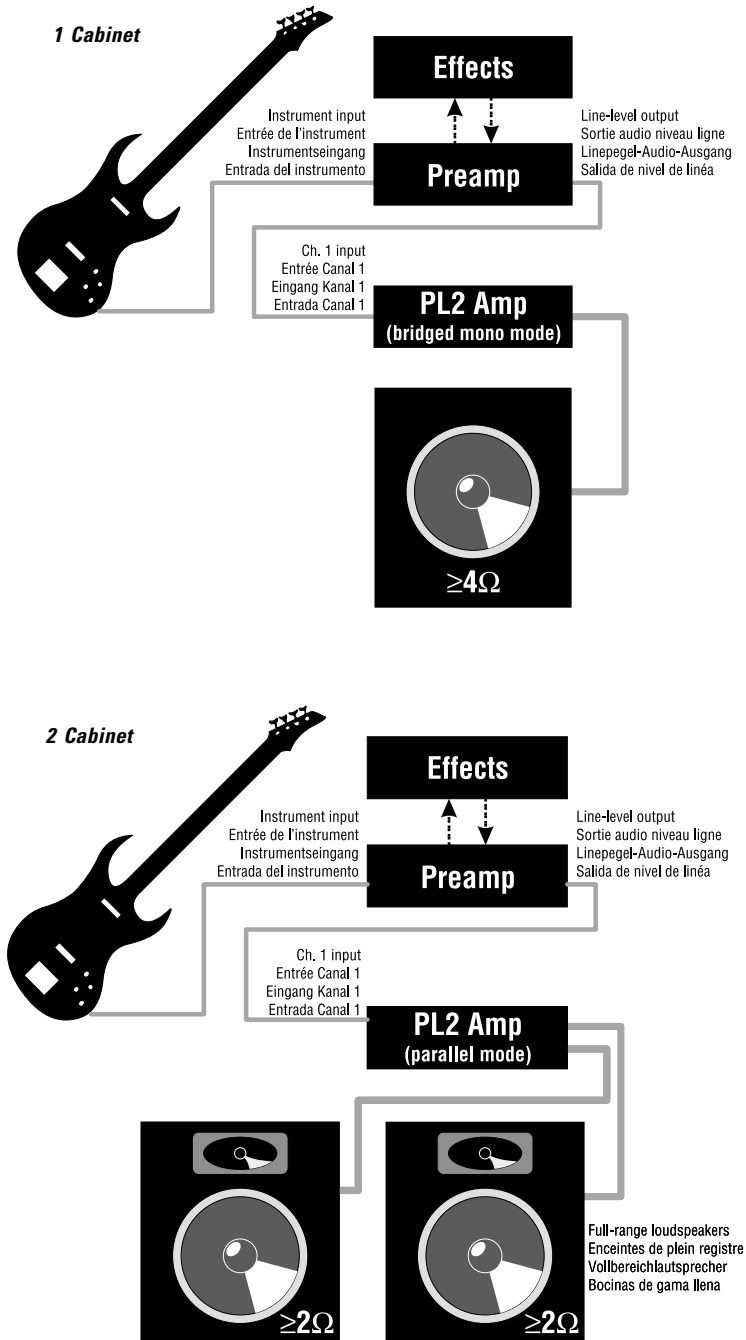 1 Cabinet
Effects
Instrument input
Entrée de l'instrument
Instrumentseingang
Entrada del instrumento
Preamp
Line-level output
Sortie audio niveau ligne
Linepegel-Audio-Ausgang
Salida de nivel de linéa
Ch. 1 input
Entrée Canal 1
Eingang Kanal 1
Entrada Canal 1
PL2 Amp
(bridged mono mode)
≥4Ω
2 Cabinet
Effects
Instrument input
Entrée de l'instrument
Instrumentseingang
Entrada del instrumento
Preamp
Line-level output
Sortie audio niveau ligne
Linepegel-Audio-Ausgang
Salida de nivel de linéa
Ch. 1 input
Entrée Canal 1
Eingang Kanal 1
Entrada Canal 1
PL2 Amp
(parallel mode)
≥2Ω
≥2Ω
Full-range loudspeakers
Enceintes de plein registre
Vollbereichlautsprecher
Bocinas de gama llena